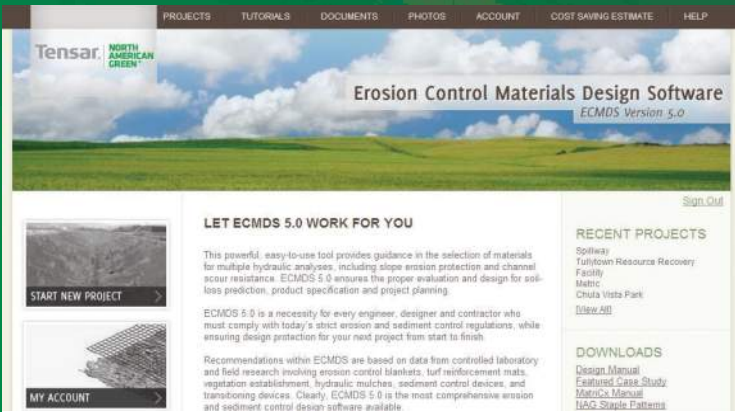 PROJECTS TUTORIALS DOCUMENTS PHOTOS ACCOUNT COST SAVING ESTIMATE HELP
Tensar. NORTH
AMERICAN
GREEN
Erosion Control Materials Design Software
ECMDS Version 5.0
Sign Out
START NEW PROJECT
MY ACCOUNT
LET ECMDS 5.0 WORK FOR YOU
This powerful, easy-to-use tool provides guidance in the selection of materials
for multiple hydraulic analyses, including slope erosion protection and channel
scour resistance. ECMDS 5.0 ensures the proper evaluation and design for soil-
loss prediction, product specification and project planning.
ECMDS 5.0 is a necessity for every engineer, designer and contractor who
must comply with today's strict erosion and sediment control regulations, while
ensuring design protection for your next project from start to finish.
Recommendations within ECMDS are based on data from controlled laboratory
and field research involving erosion control blankets, turf reinforcement mats,
vegetation establishment, hydraulic mulches, sediment control devices, and
transitioning devices. Clearly, ECMDS 5.0 is the most comprehensive erosion
and sediment control design software available.
RECENT PROJECTS
Spillway
Tullytown Resource Recovery
Facility
Metric
Chula Vista Park
[View All]
DOWNLOADS
Design Manual
Featured Case Study
MatriCx Manual
NAG Staple Patterns